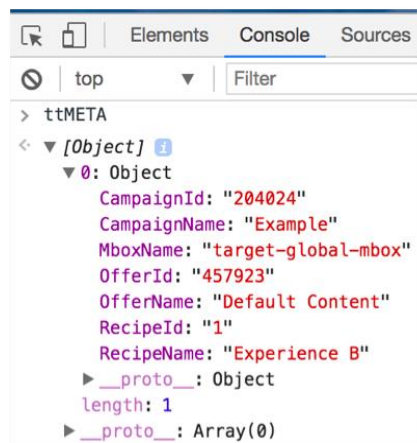 Elements Console Sources
top ▼ Filter
> ttMETA
▼ [Object] i
▼ 0: Object
CampaignId: "204024"
CampaignName: "Example"
MboxName: "target-global-mbox"
OfferId: "457923"
OfferName: "Default Content"
RecipeId: "1"
RecipeName: "Experience B"
▶ __proto__: Object
length: 1
▶ __proto__: Array(0)